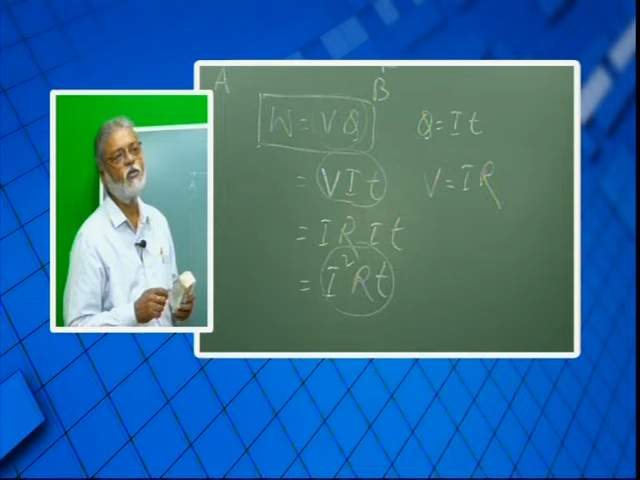 A B
W = VQ Q = It
= VIt V = IR
= IRIt
= I²Rt
A